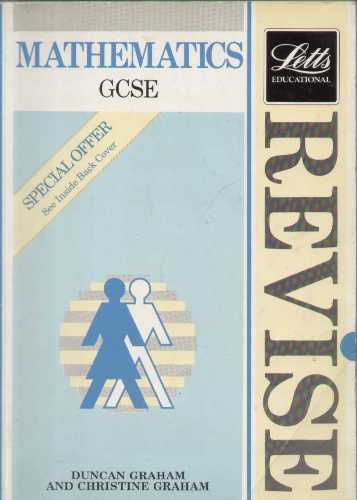 MATHEMATICS
GCSE
Letts
EDUCATIONAL
SPECIAL OFFER
See Inside Back Cover
REVISE
DUNCAN GRAHAM
AND CHRISTINE GRAHAM